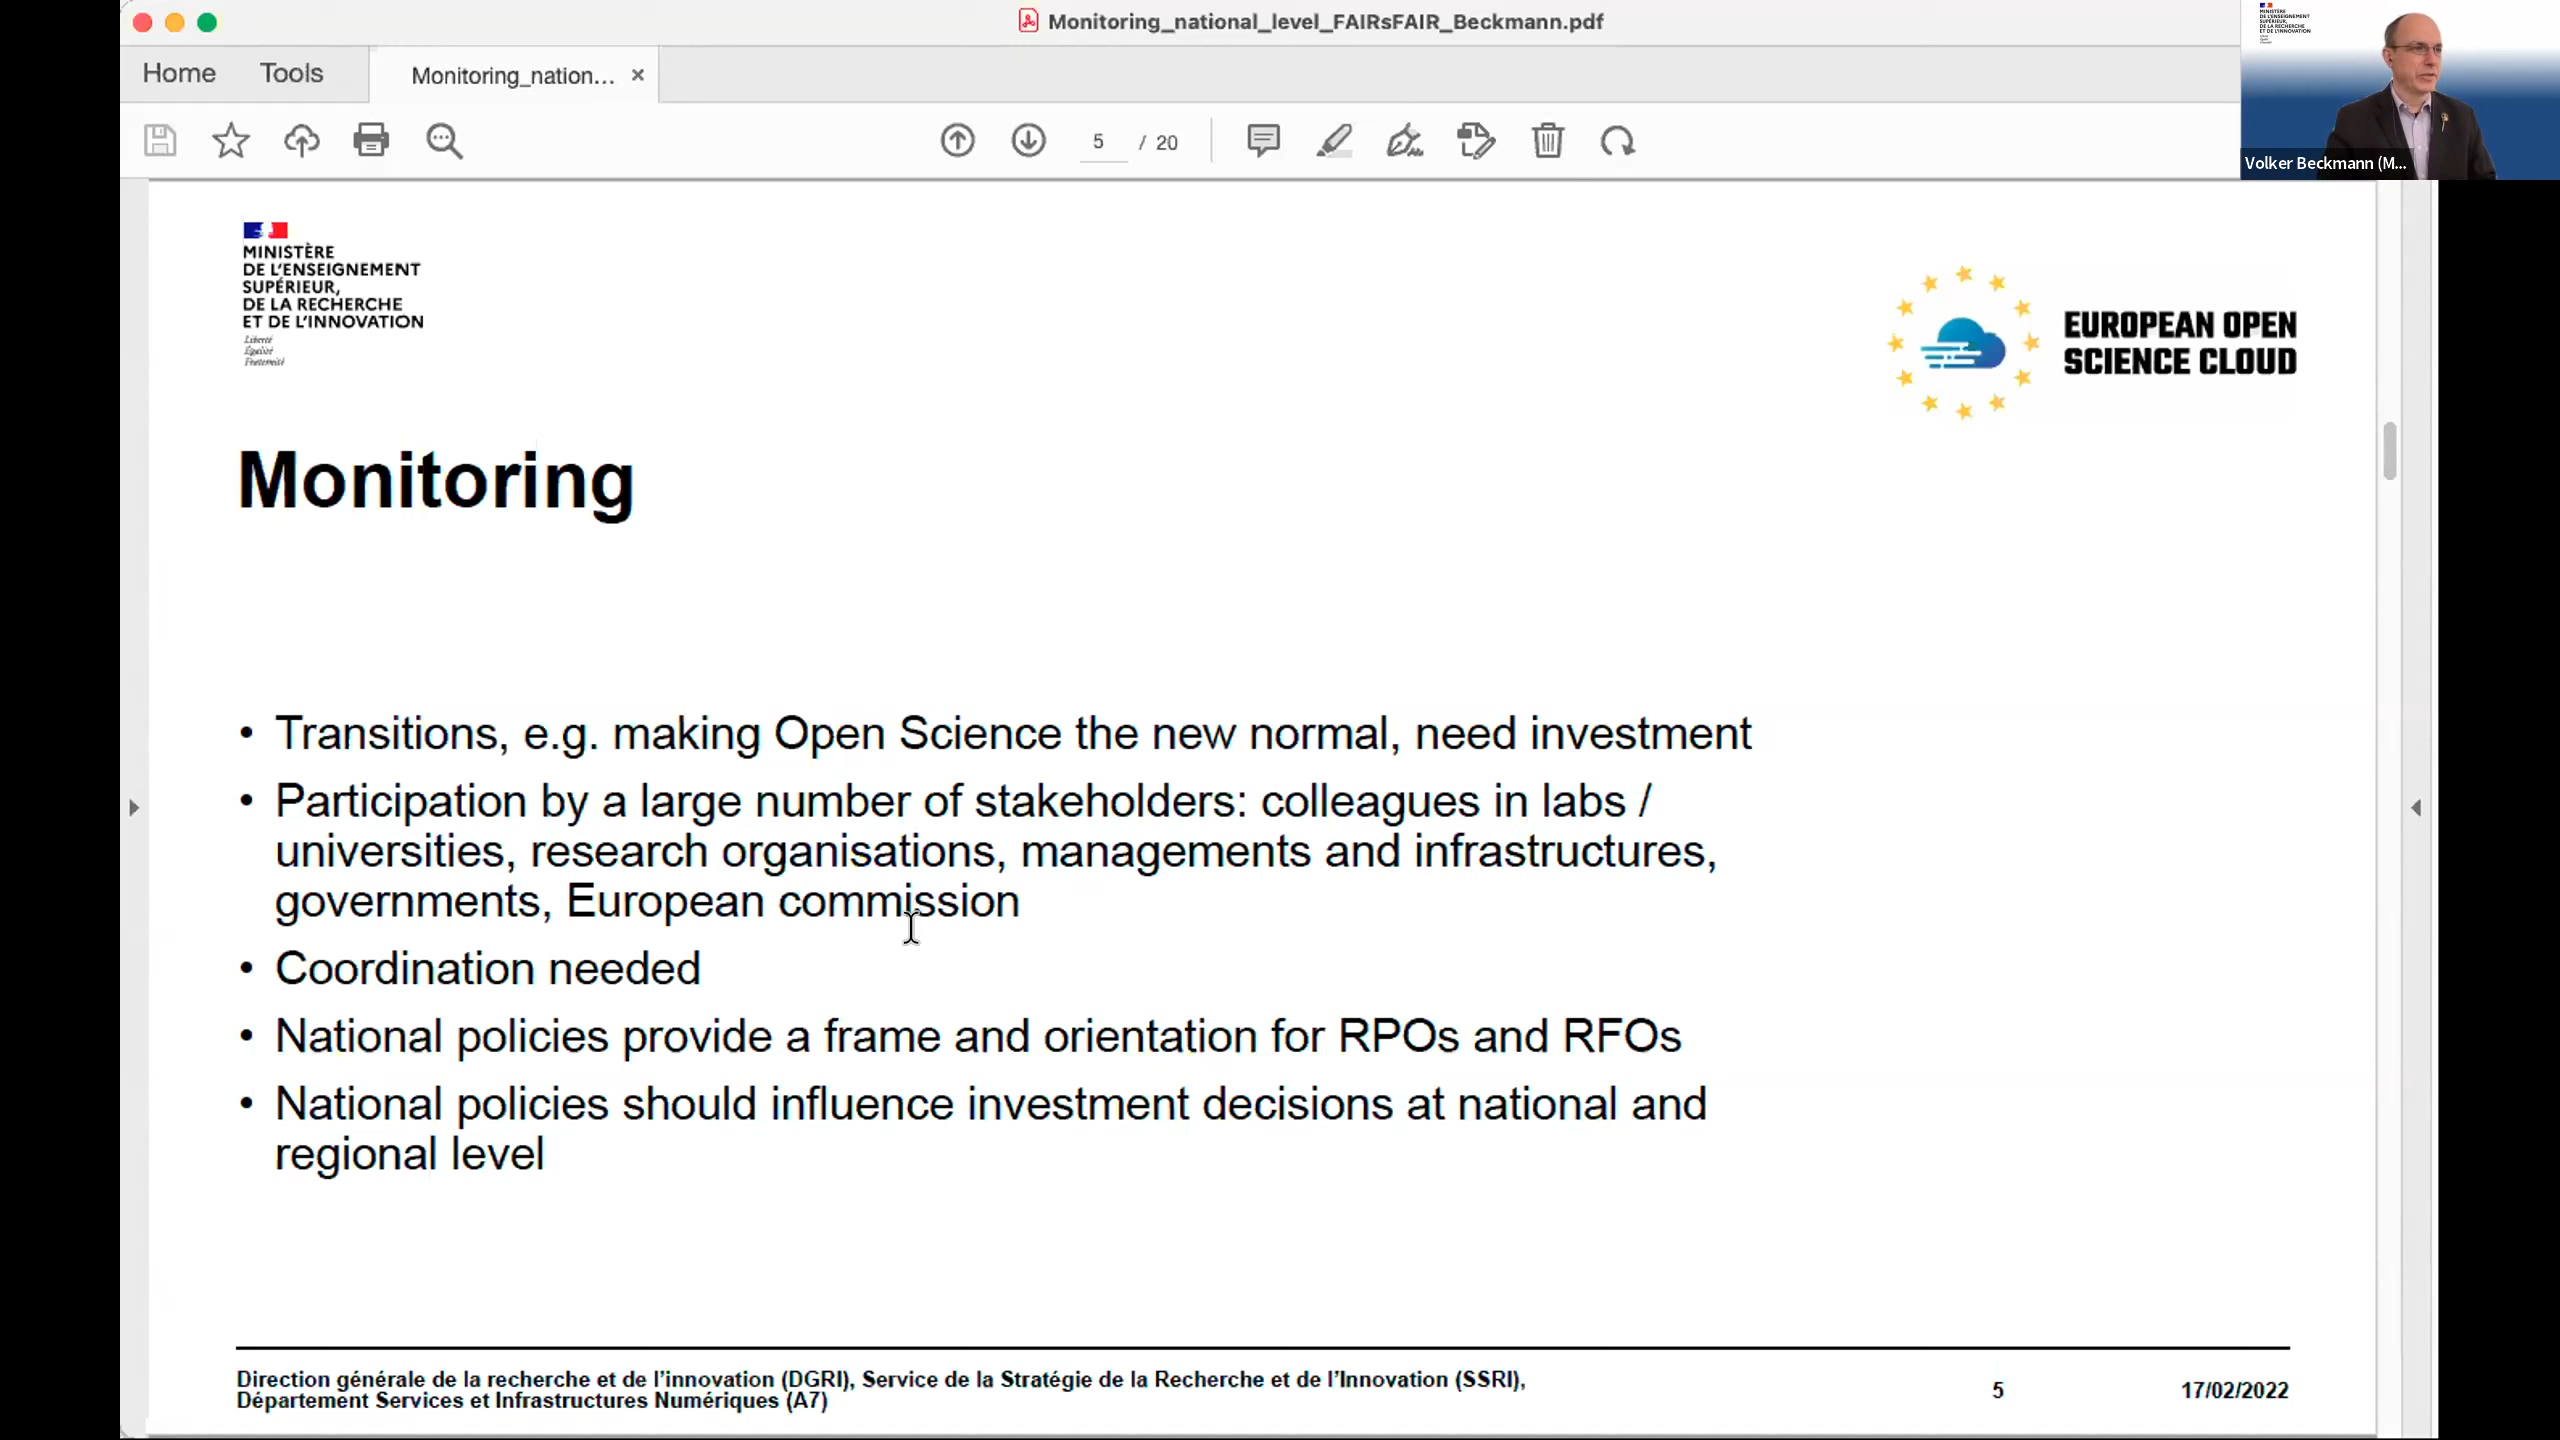 Monitoring_national_level_FAIRsFAIR_Beckmann.pdf
Home
Tools
Monitoring_nation...
5 / 20
Volker Beckmann (M...
MINISTÈRE
DE L'ENSEIGNEMENT
SUPÉRIEUR,
DE LA RECHERCHE
ET DE L'INNOVATION
Liberté
Égalité
Fraternité
EUROPEAN OPEN
SCIENCE CLOUD
Monitoring
• Transitions, e.g. making Open Science the new normal, need investment
• Participation by a large number of stakeholders: colleagues in labs /
universities, research organisations, managements and infrastructures,
governments, European commission
• Coordination needed
• National policies provide a frame and orientation for RPOs and RFOs
• National policies should influence investment decisions at national and
regional level
Direction générale de la recherche et de l'innovation (DGRI), Service de la Stratégie de la Recherche et de l'Innovation (SSRI),
Département Services et Infrastructures Numériques (A7)
5
17/02/2022